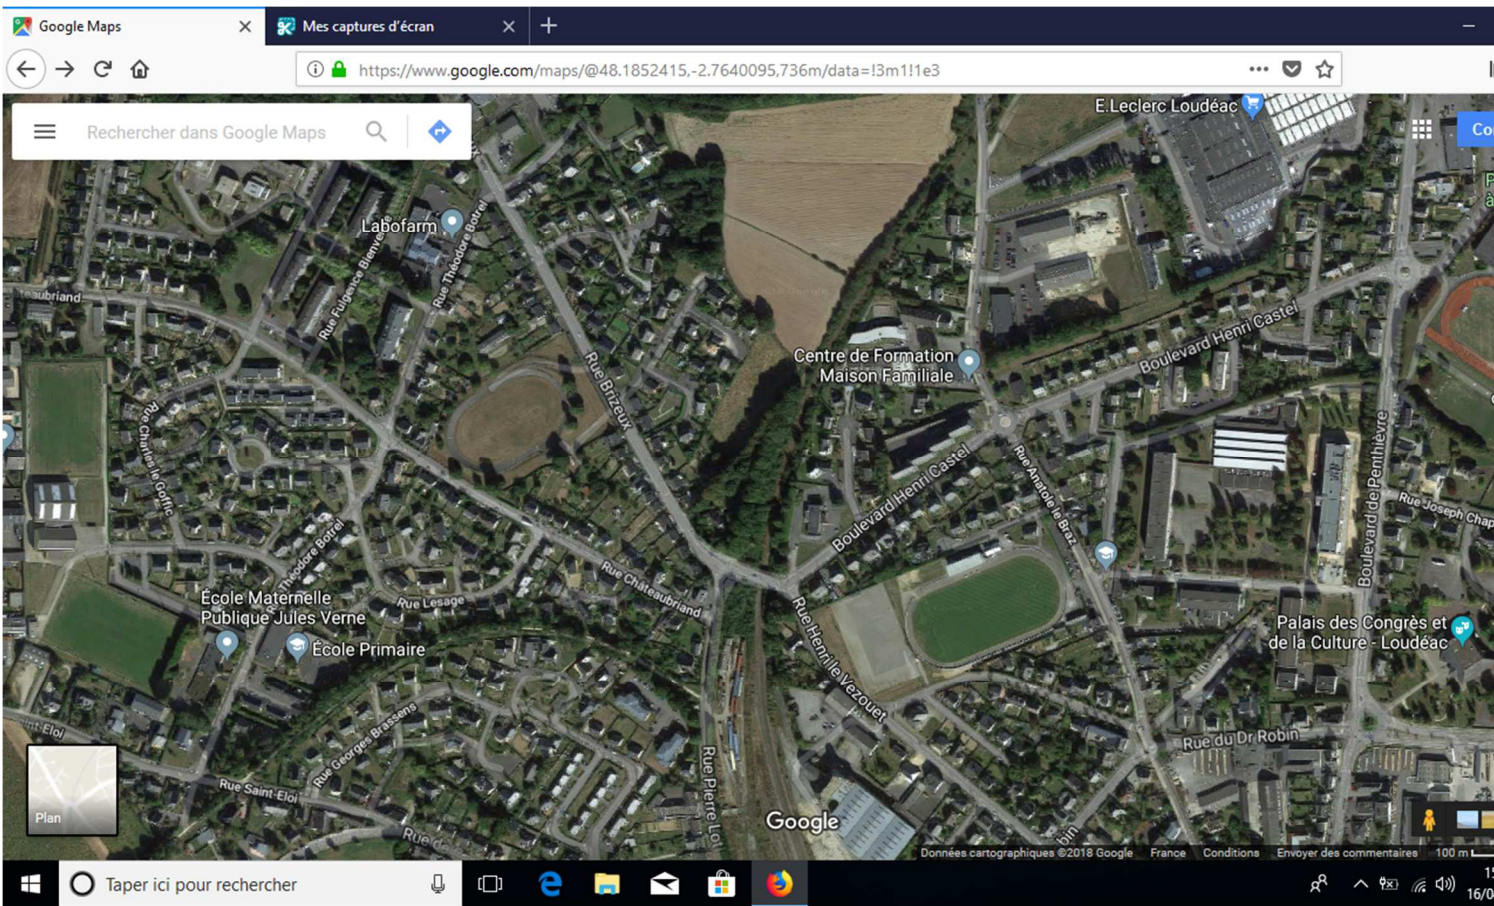 Google Maps
Mes captures d'écran
https://www.google.com/maps/@48.1852415,-2.7640095,736m/data=!3m1!1e3
E.Leclerc Loudéac
Rechercher dans Google Maps
Labofarm
Rue Fulgence Bienvenüe
Rue Théodore Botrel
Rue Brizeux
Centre de Formation
Maison Familiale
Boulevard Henri Castel
Boulevard Henri Castel
Rue Charles le Goffic
Rue Anatole le Braz
Boulevard de Penthièvre
Rue Joseph Chap
Théodore Botrel
Rue Châteaubriand
École Maternelle
Publique Jules Verne
Rue Lesage
École Primaire
Rue Henri le Vezouet
Palais des Congrès et
de la Culture - Loudéac
Rue Georges Brassens
Rue du Dr Robin
Rue Saint-Eloi
Rue Pierre Loti
Plan
Google
Données cartographiques ©2018 Google France Conditions Envoyer des commentaires 100 m
Taper ici pour rechercher